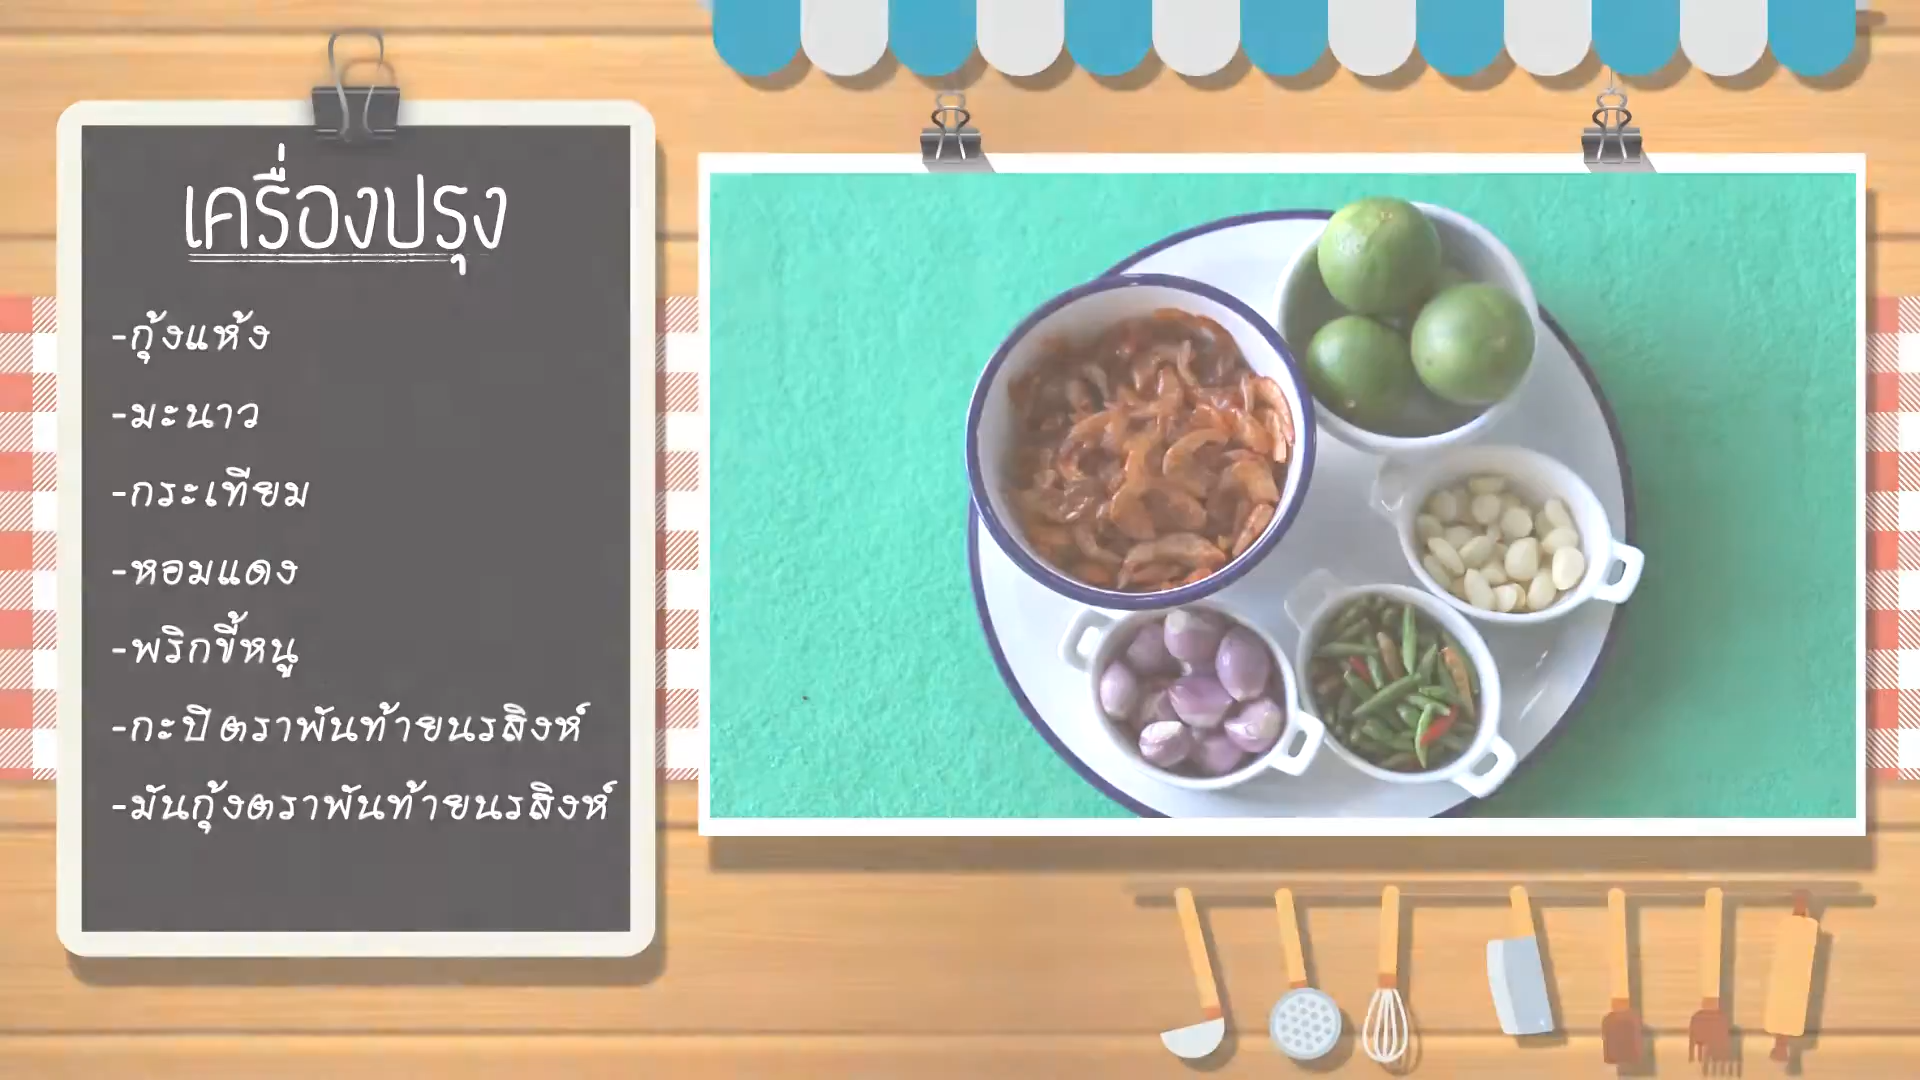 เครื่องปรุง
-กุ้งแห้ง
-มะนาว
-กระเทียม
-หอมแดง
-พริกขี้หนู
-กะปิ ตราพันท้ายนรสิงห์
-มันกุ้งตราพันท้ายนรสิงห์